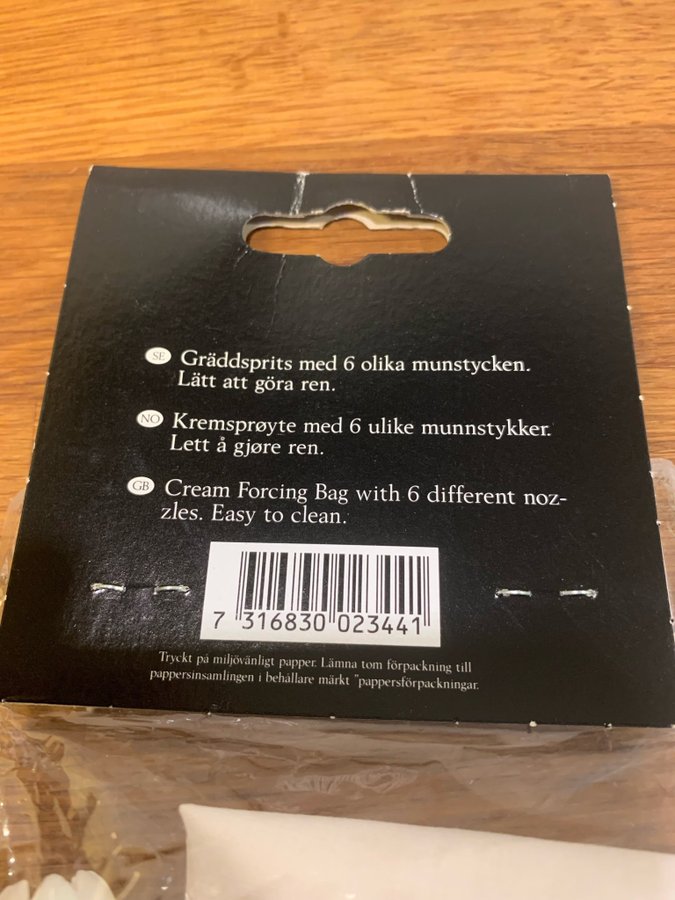 SE Gräddsprits med 6 olika munstycken.
Lätt att göra ren.
NO Kremsprøyte med 6 ulike munnstykker.
Lett å gjøre ren.
GB Cream Forcing Bag with 6 different noz-
zles. Easy to clean.
7 316830 023441
Tryckt på miljövänligt papper. Lämna tom förpackning till
pappersinsamlingen i behållare märkt "pappersförpackningar.